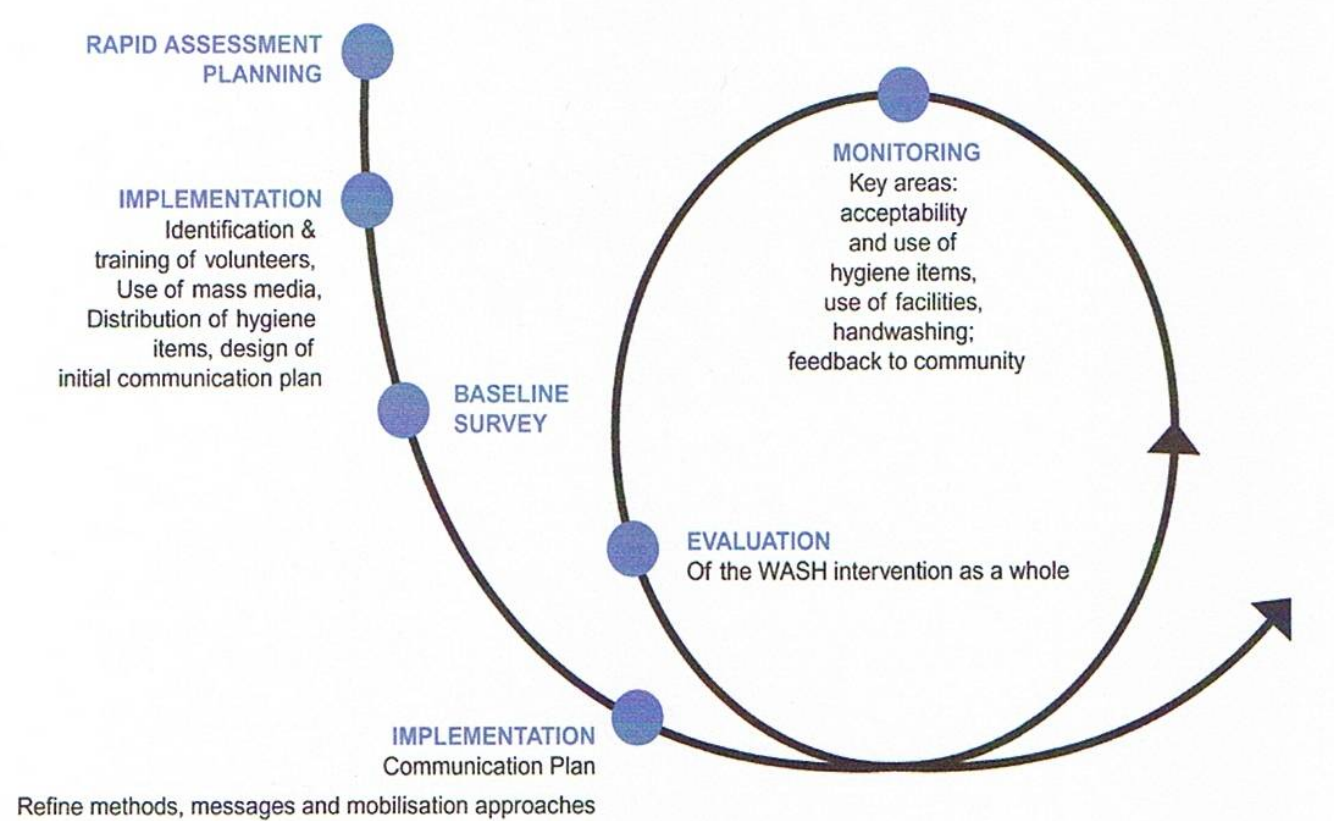 RAPID ASSESSMENT
PLANNING
IMPLEMENTATION
Identification &
training of volunteers,
Use of mass media,
Distribution of hygiene
items, design of
initial communication plan
BASELINE
SURVEY
IMPLEMENTATION
Communication Plan
Refine methods, messages and mobilisation approaches
MONITORING
Key areas:
acceptability
and use of
hygiene items,
use of facilities,
handwashing;
feedback to community
EVALUATION
Of the WASH intervention as a whole